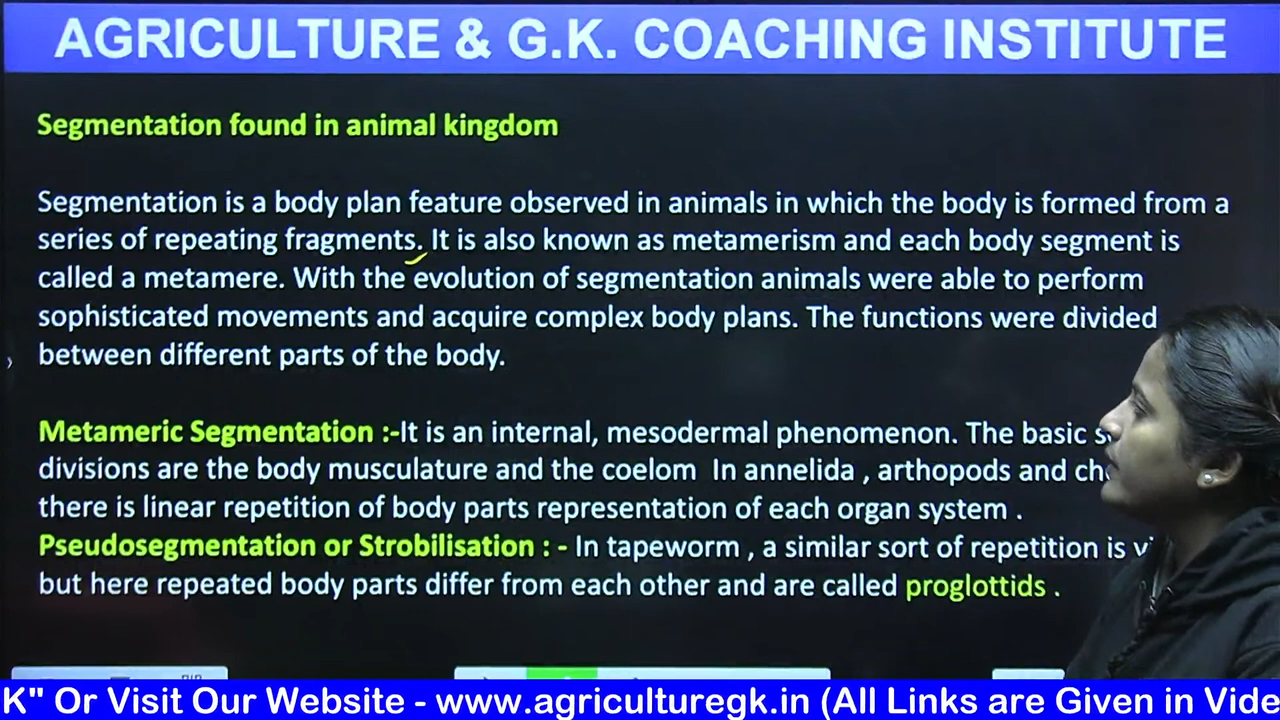 AGRICULTURE & G.K. COACHING INSTITUTE
Segmentation found in animal kingdom
Segmentation is a body plan feature observed in animals in which the body is formed from a
series of repeating fragments. It is also known as metamerism and each body segment is
called a metamere. With the evolution of segmentation animals were able to perform
sophisticated movements and acquire complex body plans. The functions were divided
between different parts of the body.
Metameric Segmentation :-It is an internal, mesodermal phenomenon. The basic
divisions are the body musculature and the coelom In annelida , arthopods and
there is linear repetition of body parts representation of each organ system .
Pseudosegmentation or Strobilisation : - In tapeworm , a similar sort of repetition is
but here repeated body parts differ from each other and are called proglottids .
K" Or Visit Our Website - www.agriculturegk.in (All Links are Given in Vide